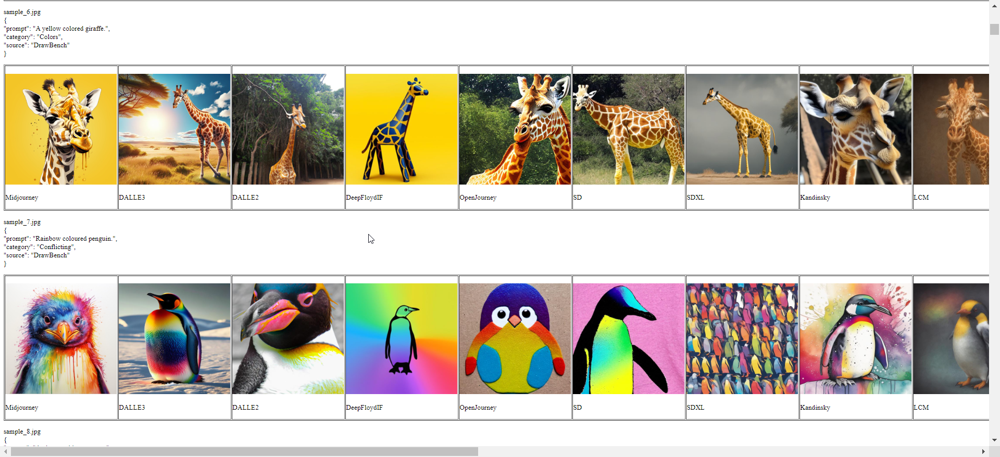 sample_6.jpg
{
"prompt": "A yellow colored giraffe.",
"category": "Colors",
"source": "DrawBench"
}
Midjourney DALLE3 DALLE2 DeepFloydIF OpenJourney SD SDXL Kandinsky LCM
sample_7.jpg
{
"prompt": "Rainbow coloured penguin.",
"category": "Conflicting",
"source": "DrawBench"
}
Midjourney DALLE3 DALLE2 DeepFloydIF OpenJourney SD SDXL Kandinsky LCM
sample_8.jpg
{